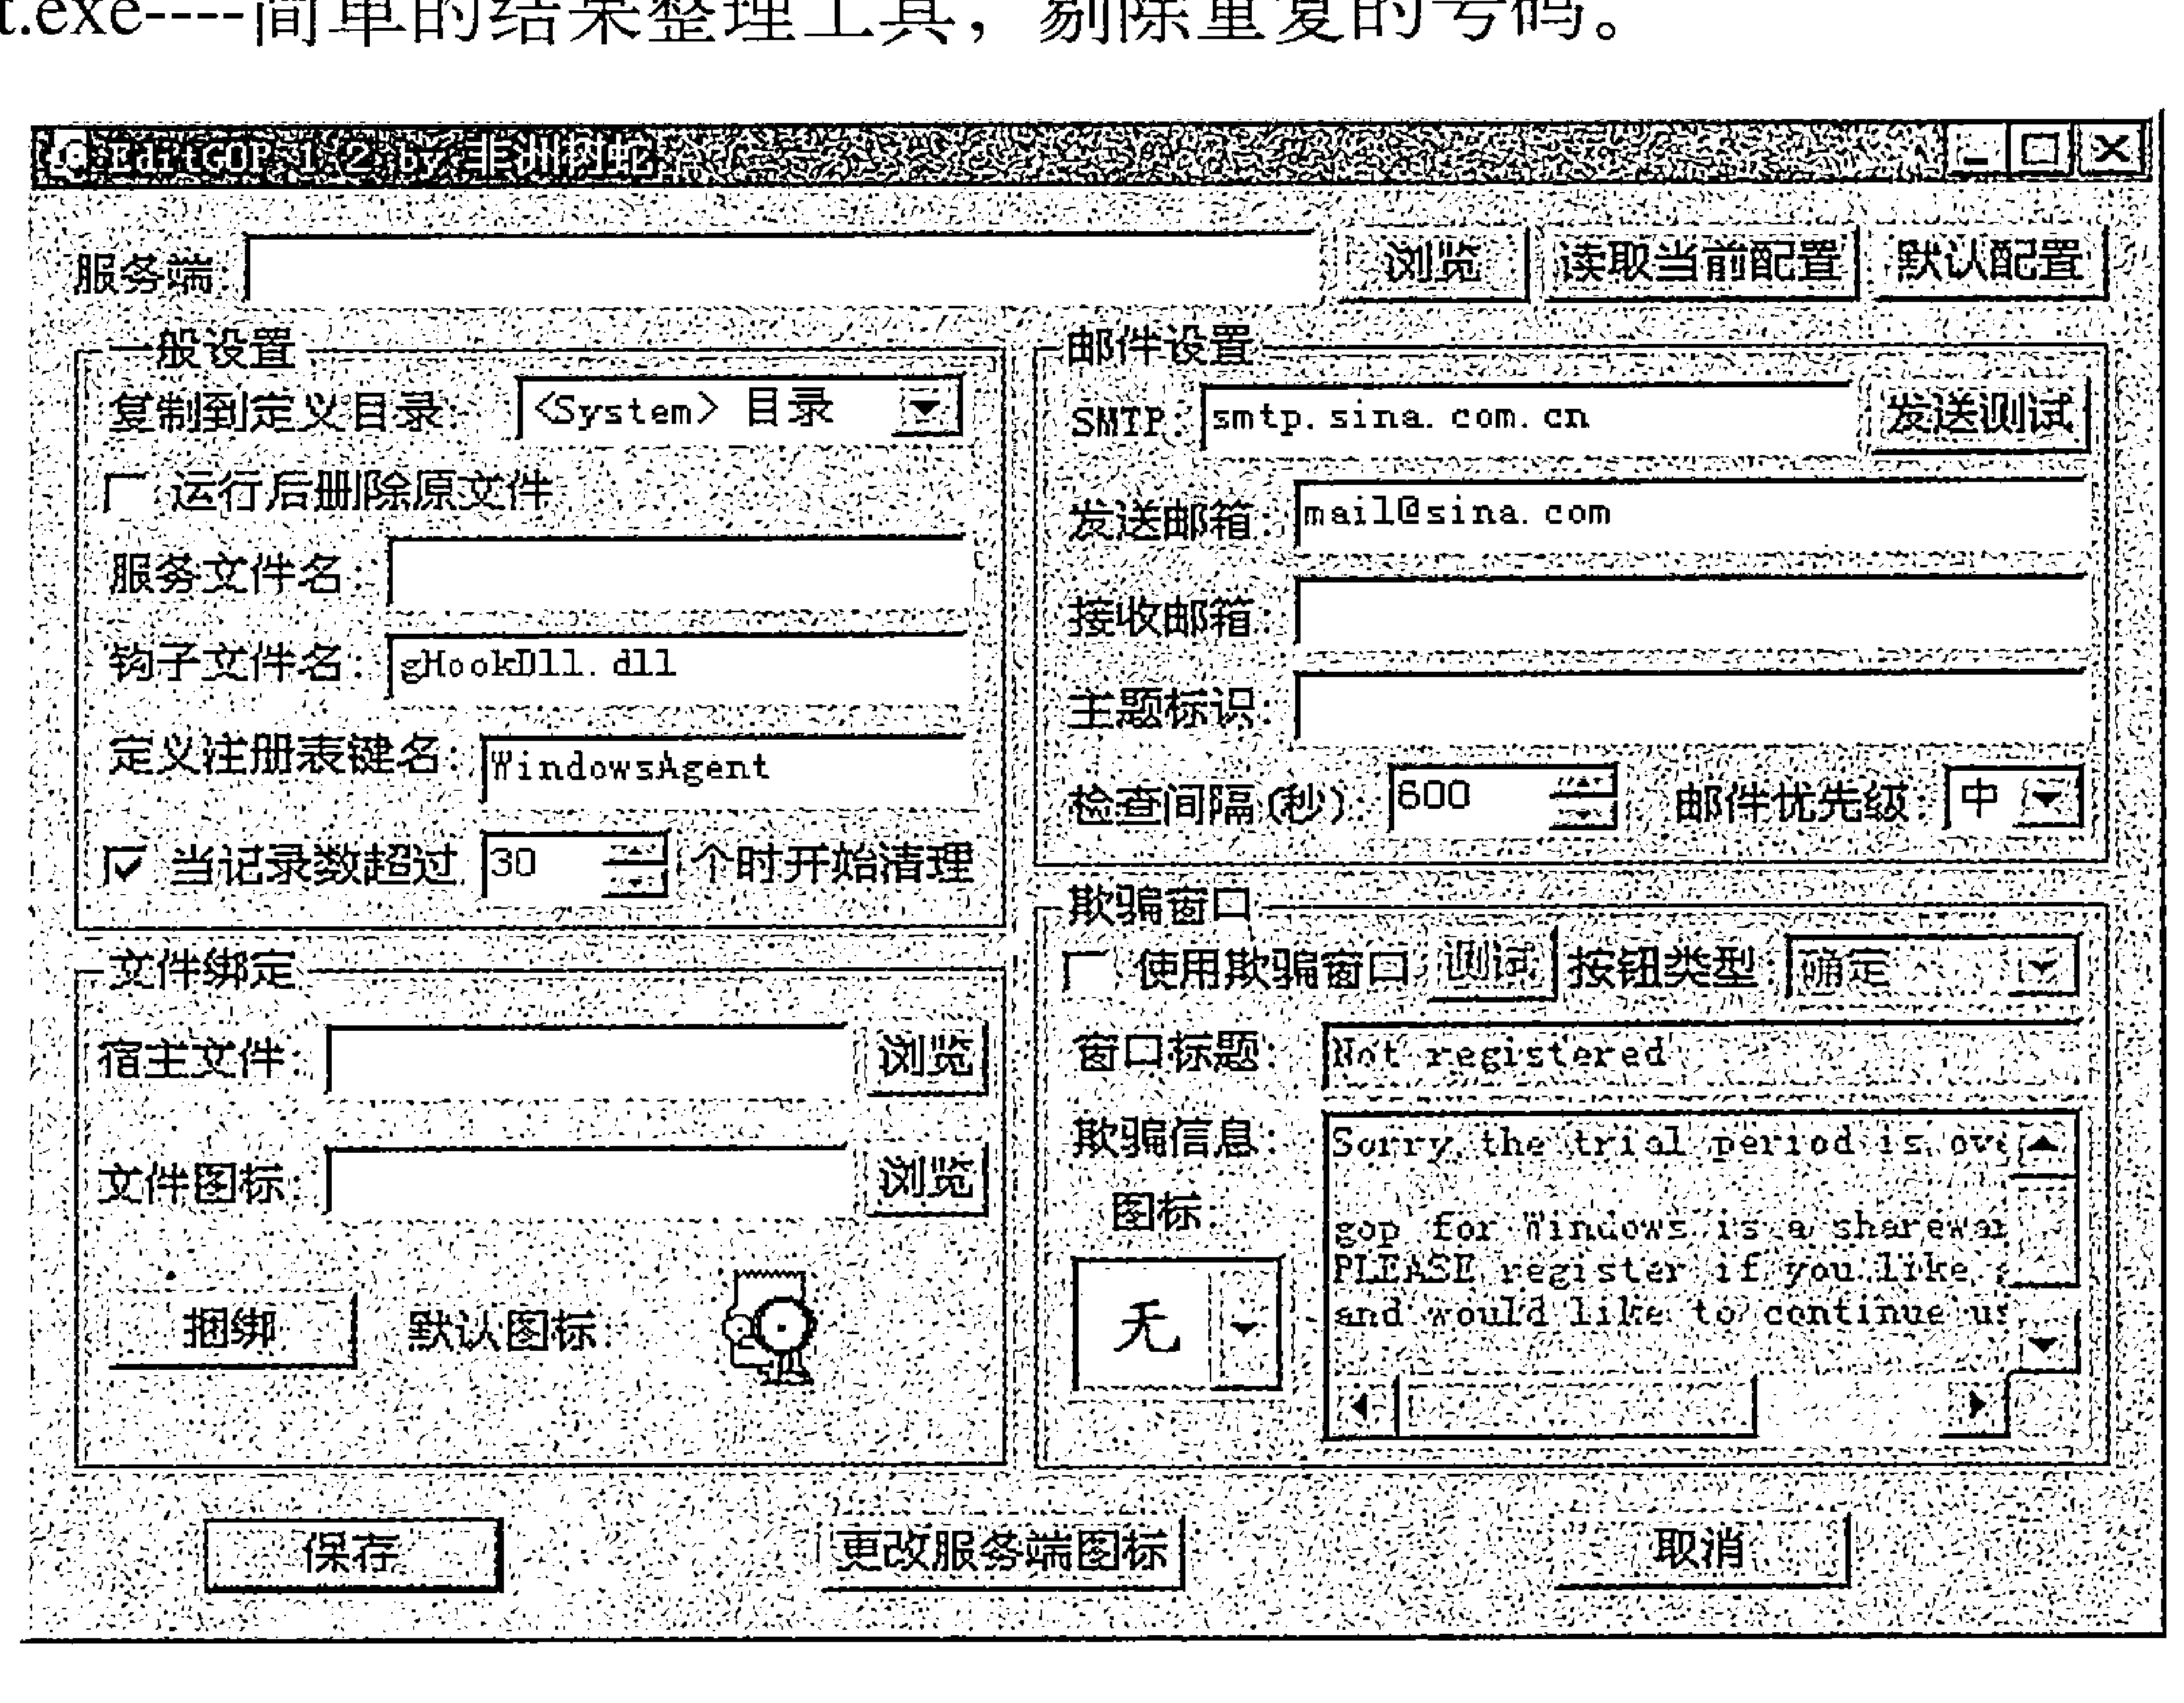 t.exe----简单的结果整理工具，剔除重复的号码。
EditGOP 1.2 by 非洲树蛇
服务端: 浏览 读取当前配置 默认配置
一般设置
复制到定义目录: <System> 目录
运行后删除原文件
服务文件名:
钩子文件名: gHookDll.dll
定义注册表键名: WindowsAgent
当记录数超过 30 个时开始清理
文件绑定
宿主文件: 浏览
文件图标: 浏览
捆绑 默认图标:
邮件设置
SMTP: smtp.sina.com.cn 发送测试
发送邮箱: mail@sina.com
接收邮箱:
主题标识:
检查间隔(秒): 600 邮件优先级: 中
欺骗窗口
使用欺骗窗口 测试 按钮类型: 确定
窗口标题: Not registered
欺骗信息: Sorry, the trial period is ove
图标: gop for Windows is a sharewar
PLEASE register if you like
无 and would like to continue us
保存 更改服务端图标 取消